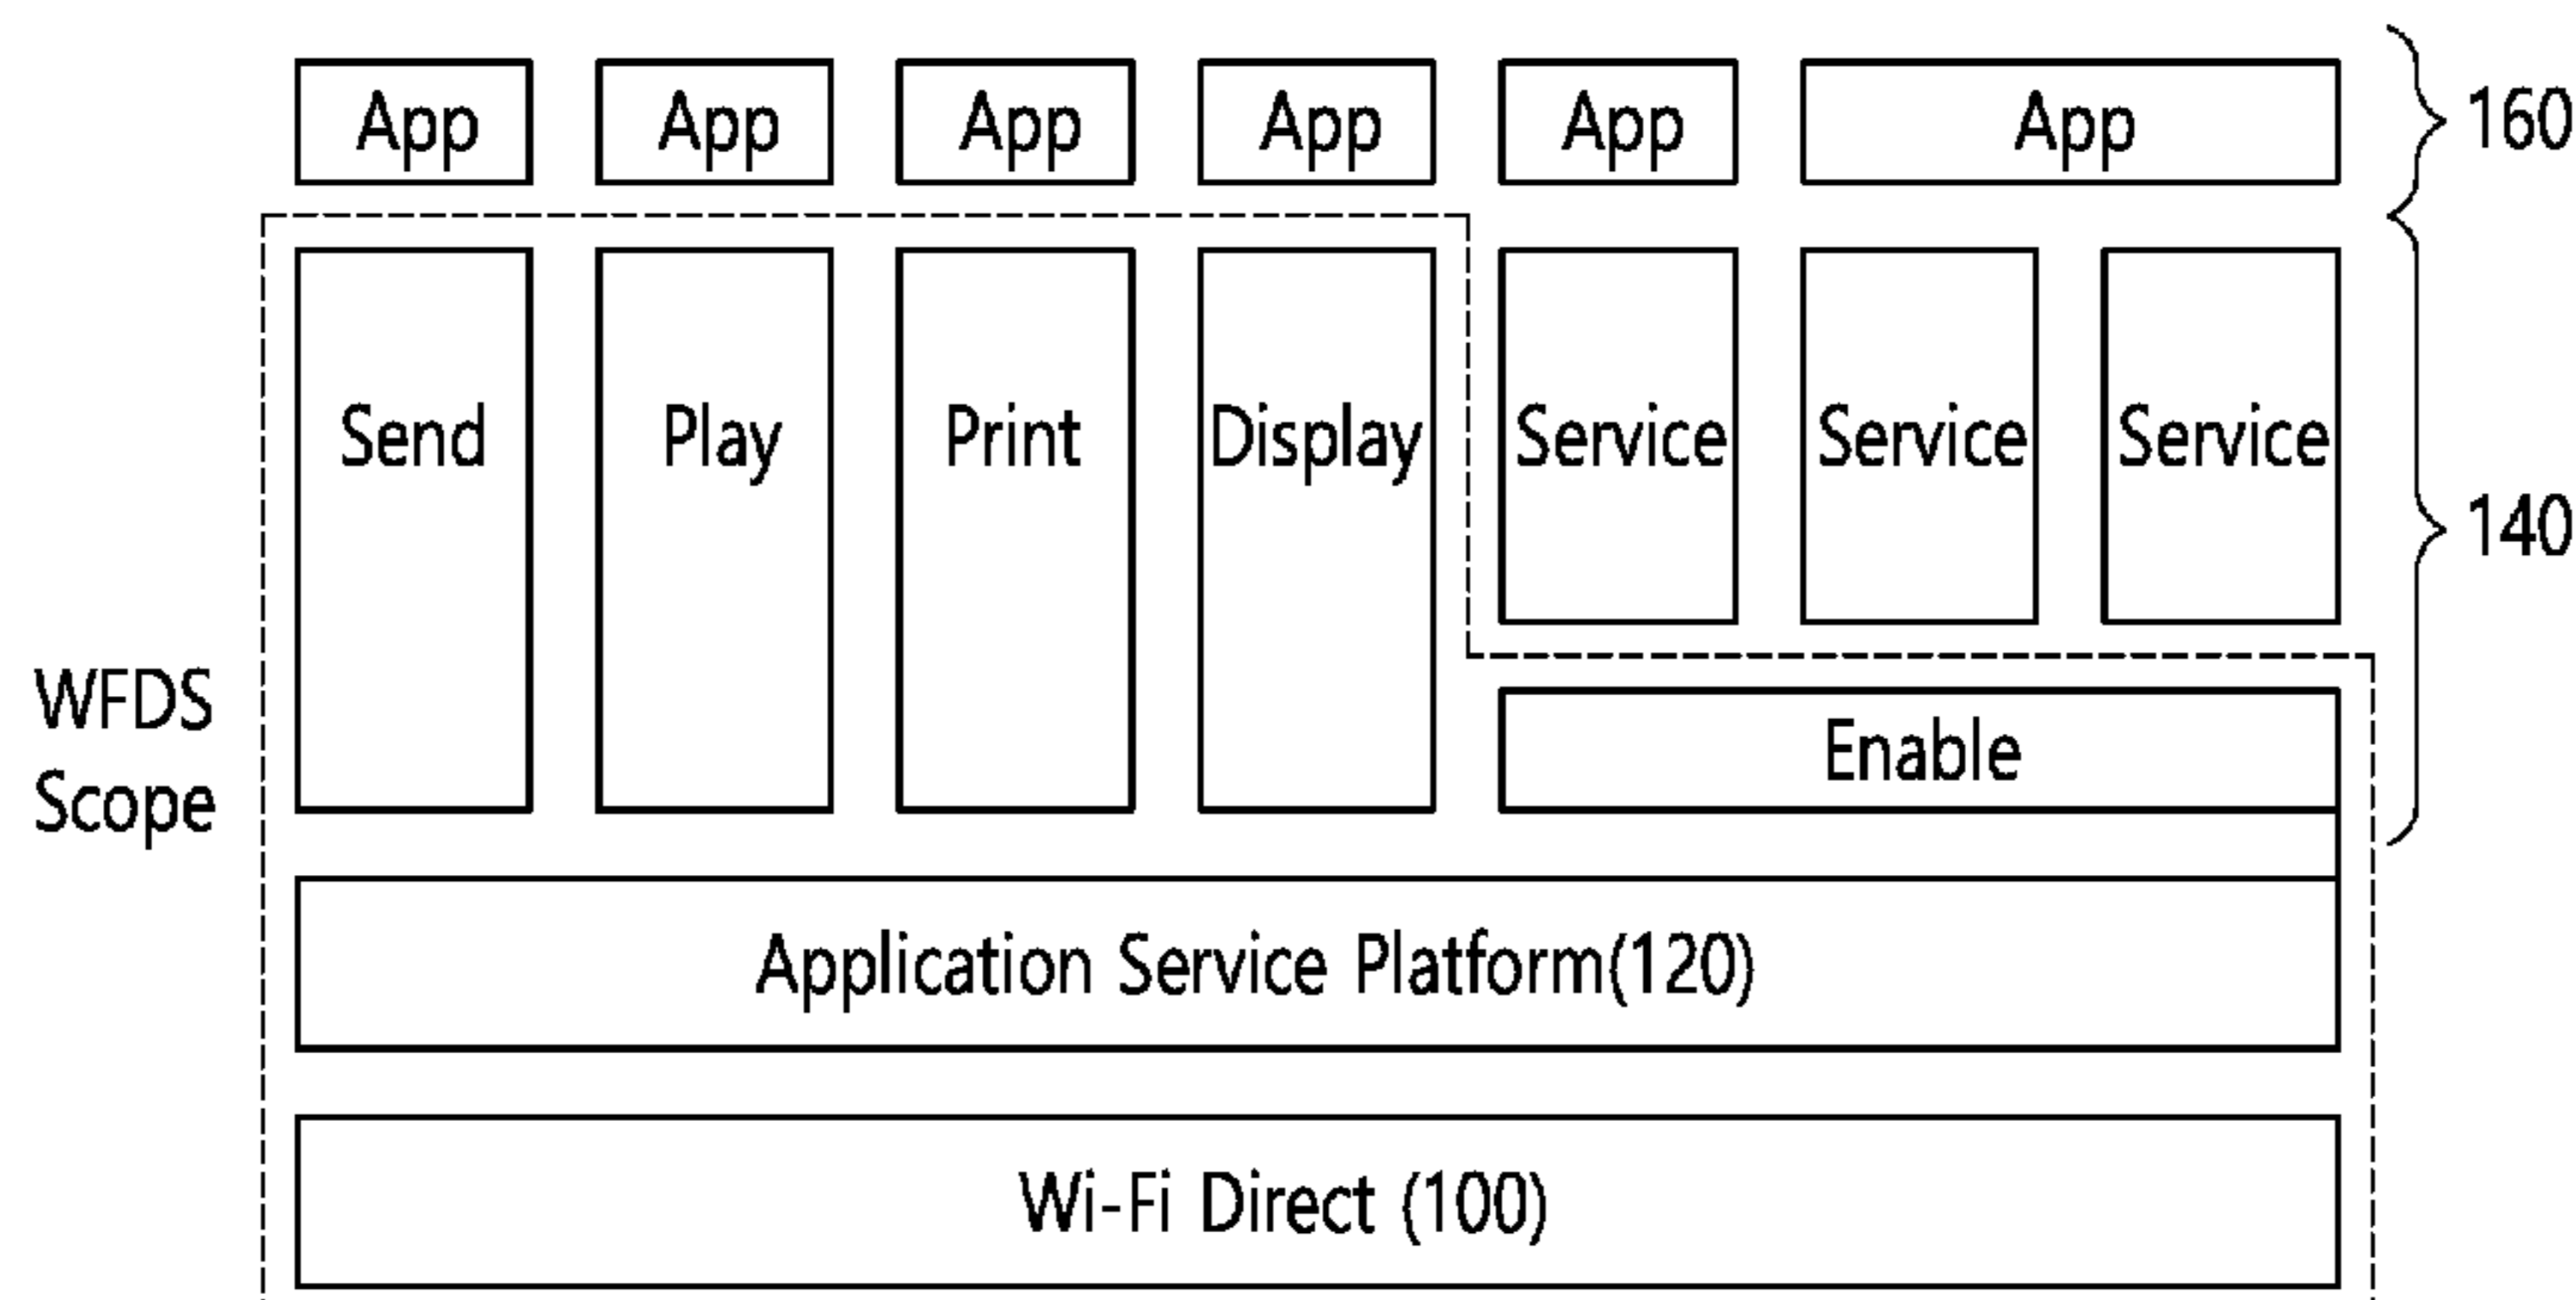 App App App App App App
160
Send Play Print Display Service Service Service
140
WFDS
Scope
Enable
Application Service Platform(120)
Wi-Fi Direct (100)